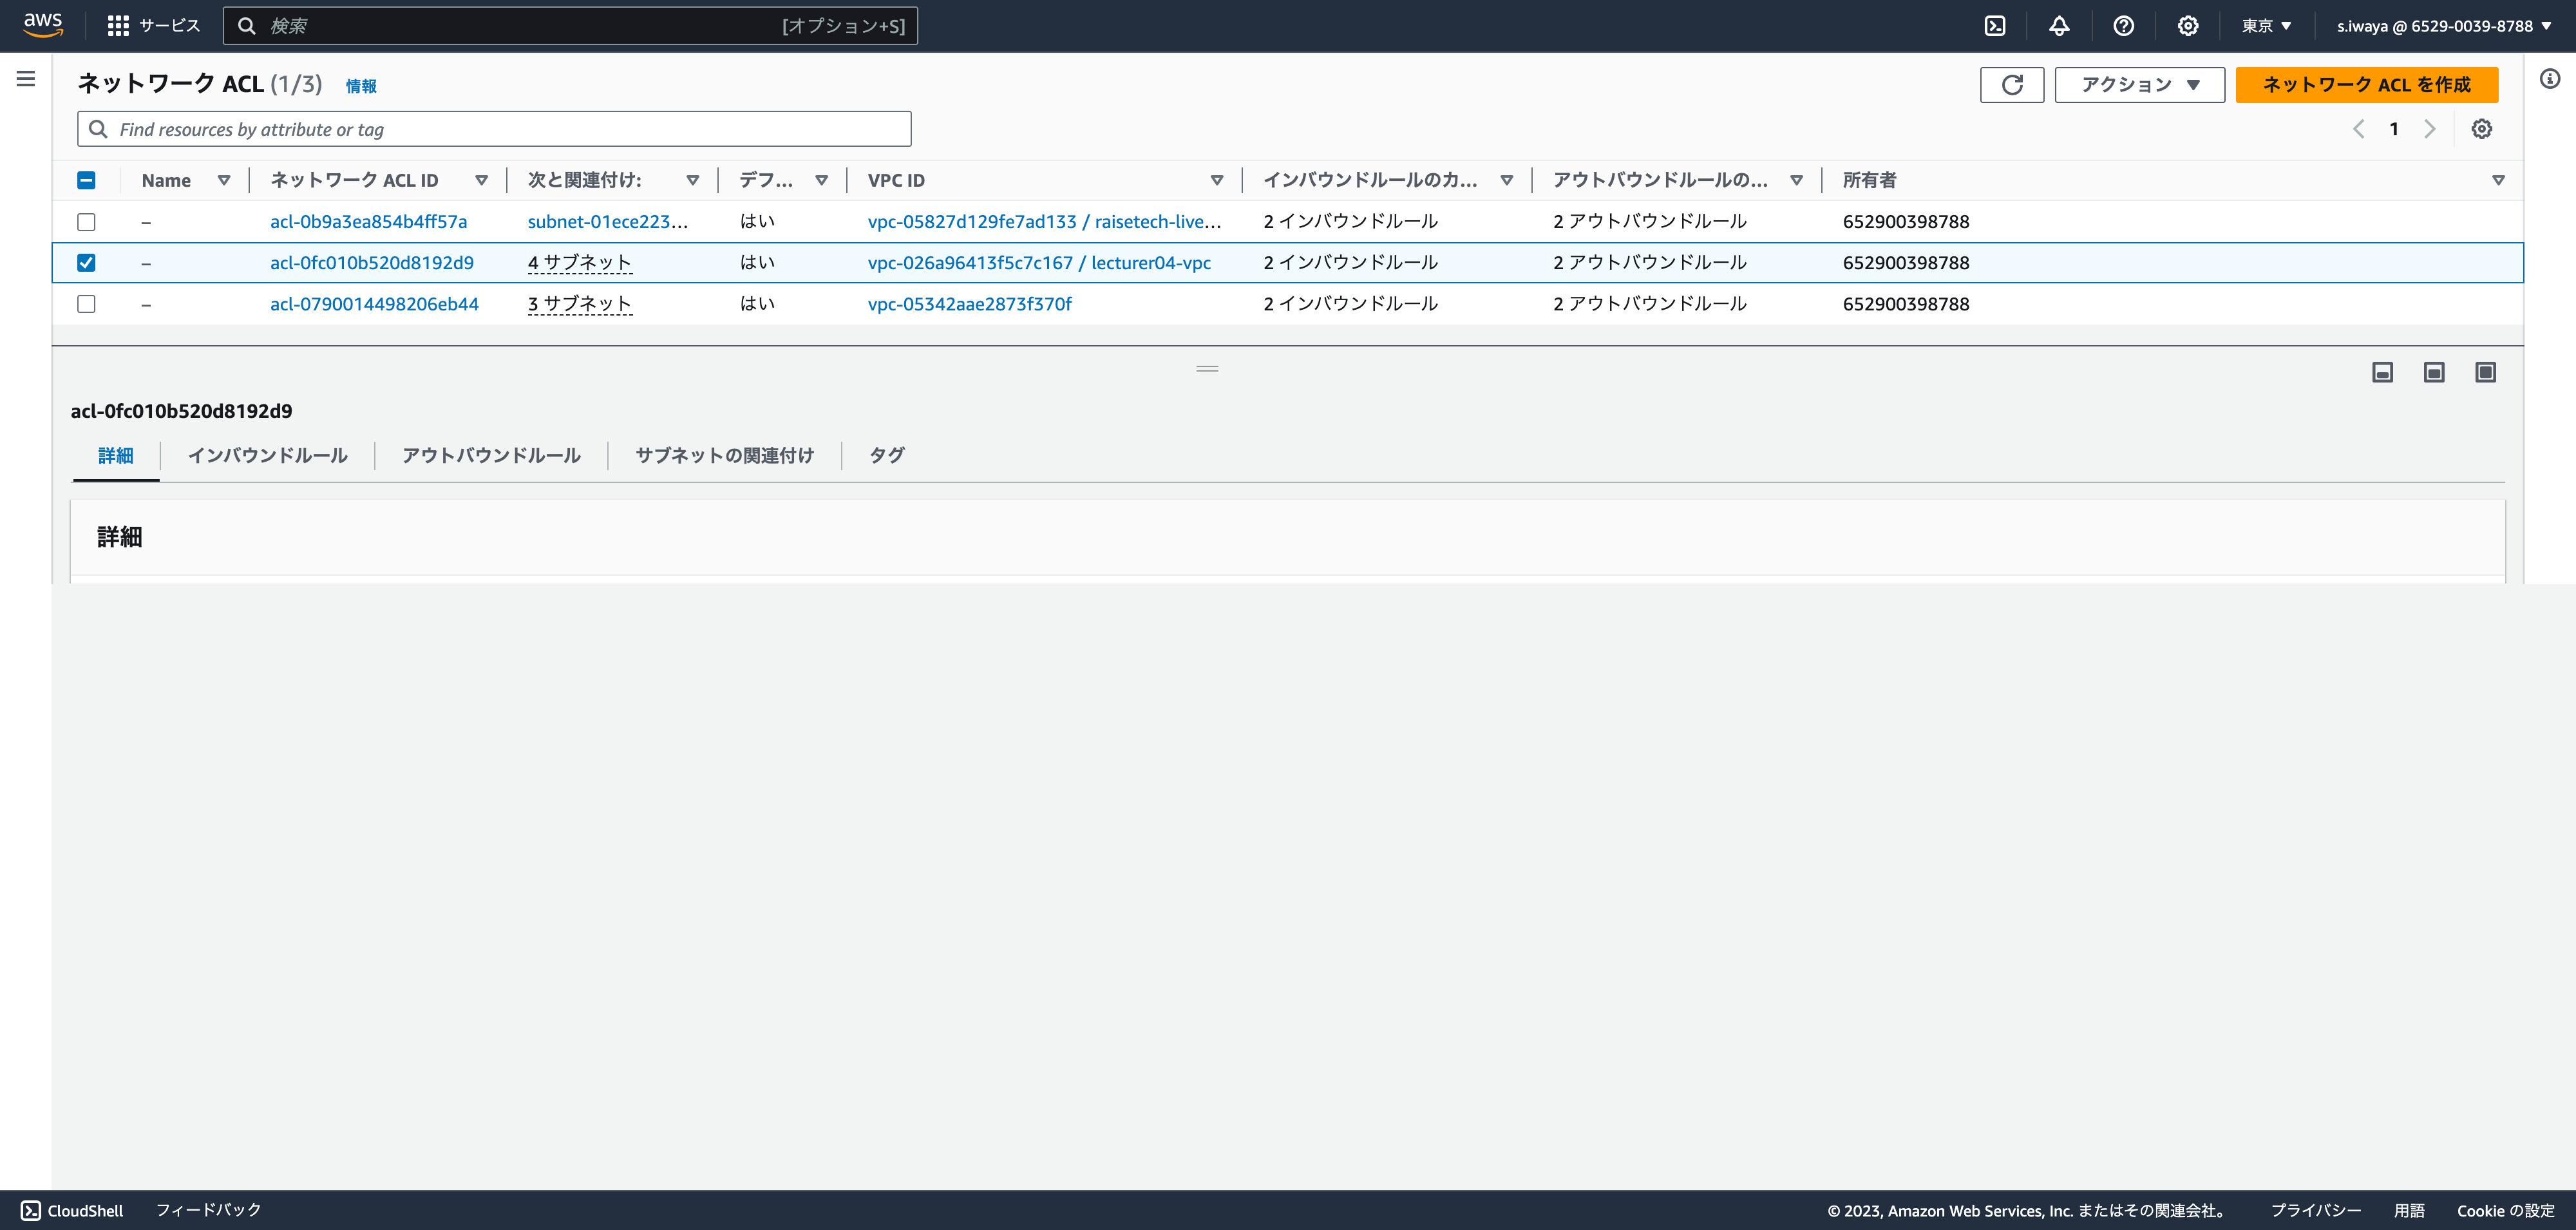 aws サービス 検索 [オプション+S] 東京 ▼ s.iwaya @ 6529-0039-8788 ▼
ネットワーク ACL (1/3) 情報 アクション ▼ ネットワーク ACL を作成
Find resources by attribute or tag 1
Name ネットワーク ACL ID 次と関連付け: デフ... VPC ID インバウンドルールのカ... アウトバウンドルールの... 所有者
– acl-0b9a3ea854b4ff57a subnet-01ece223... はい vpc-05827d129fe7ad133 / raisetech-live... 2 インバウンドルール 2 アウトバウンドルール 652900398788
– acl-0fc010b520d8192d9 4 サブネット はい vpc-026a96413f5c7c167 / lecturer04-vpc 2 インバウンドルール 2 アウトバウンドルール 652900398788
– acl-0790014498206eb44 3 サブネット はい vpc-05342aae2873f370f 2 インバウンドルール 2 アウトバウンドルール 652900398788
acl-0fc010b520d8192d9
詳細 インバウンドルール アウトバウンドルール サブネットの関連付け タグ
詳細
CloudShell フィードバック © 2023, Amazon Web Services, Inc. またはその関連会社。 プライバシー 用語 Cookie の設定